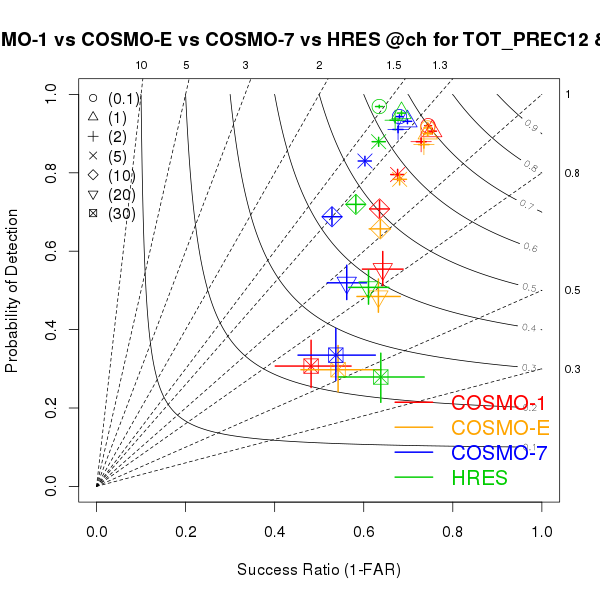 MO-1 vs COSMO-E vs COSMO-7 vs HRES @ch for TOT_PREC12 &
10 5 3 2 1.5 1.3
1 0.8 0.5 0.3
(0.1)
(1)
(2)
(5)
(10)
(20)
(30)
0.9
0.8
0.7
0.6
0.5
0.4
0.3
0.2
0.1
COSMO-1
COSMO-E
COSMO-7
HRES
Probability of Detection
1.0
0.8
0.6
0.4
0.2
0.0
0.0 0.2 0.4 0.6 0.8 1.0
Success Ratio (1-FAR)